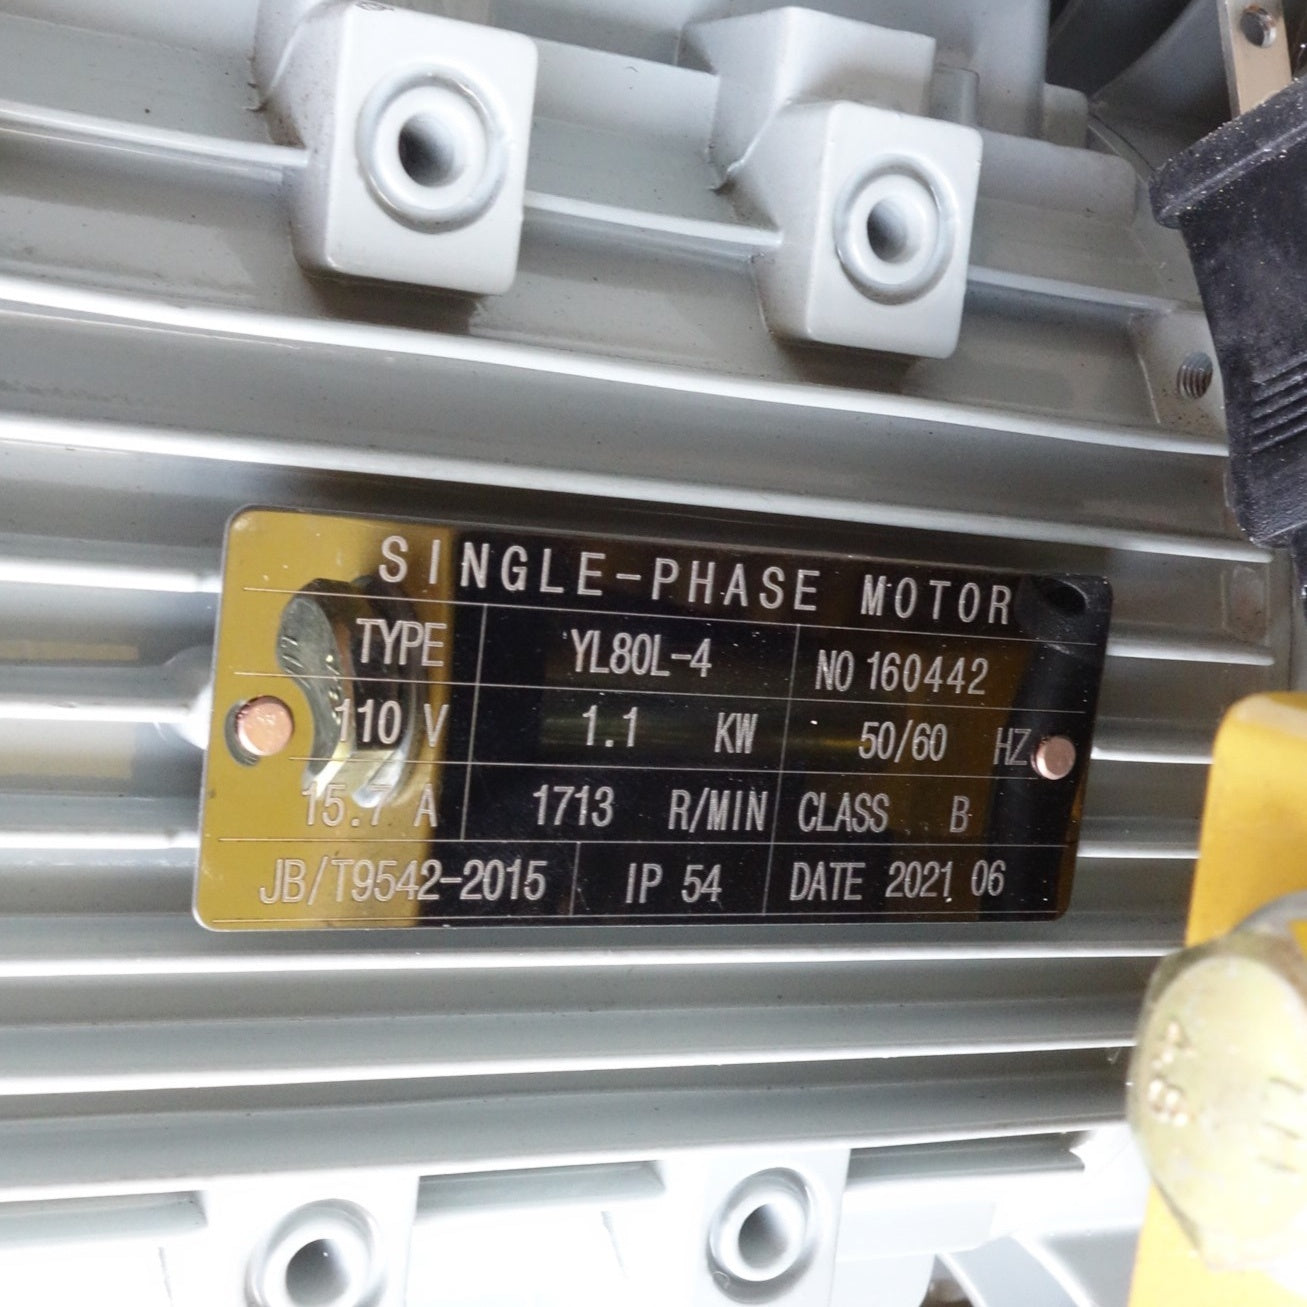 SINGLE-PHASE MOTOR
TYPE YL80L-4 NO 160442
110 V 1.1 KW 50/60 HZ
15.7 A 1713 R/MIN CLASS B
JB/T9542-2015 IP 54 DATE 2021 06